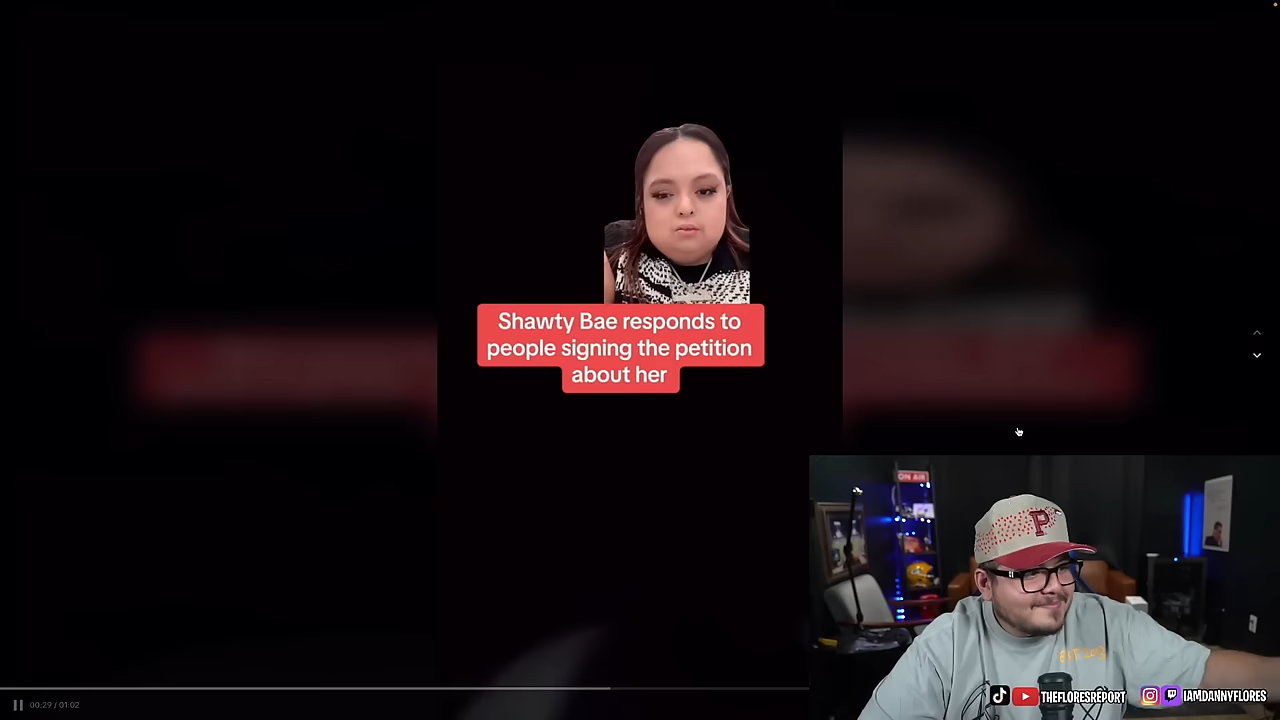 Shawty Bae responds to
people signing the petition
about her
ON AIR
P
00:29 / 01:02
THEFLORESREPORT
IAMDANNYFLORES